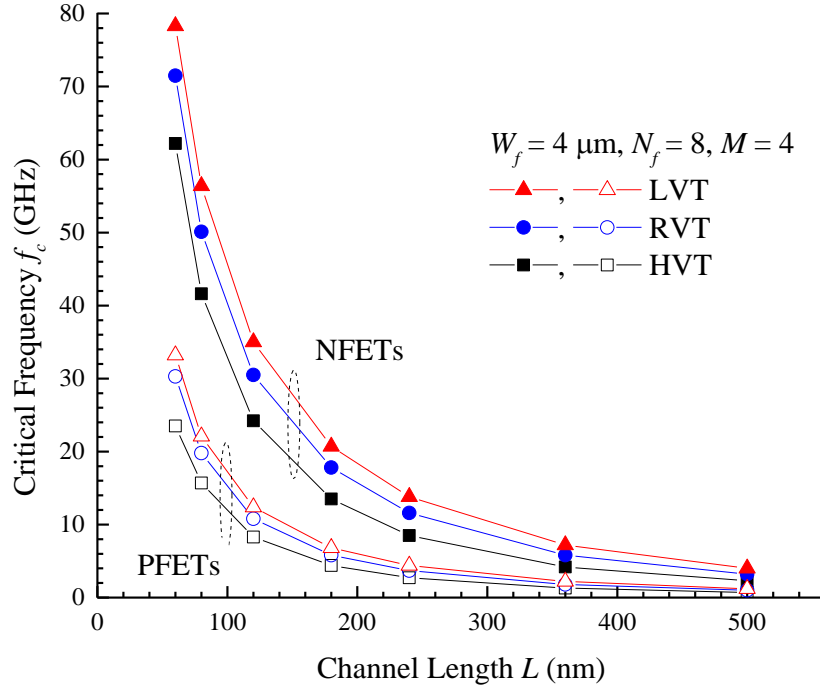 80
70
60
50
40
30
20
10
0
Critical Frequency f_c (GHz)
W_f = 4 μm, N_f = 8, M = 4
, LVT
, RVT
, HVT
NFETs
PFETs
0 100 200 300 400 500
Channel Length L (nm)